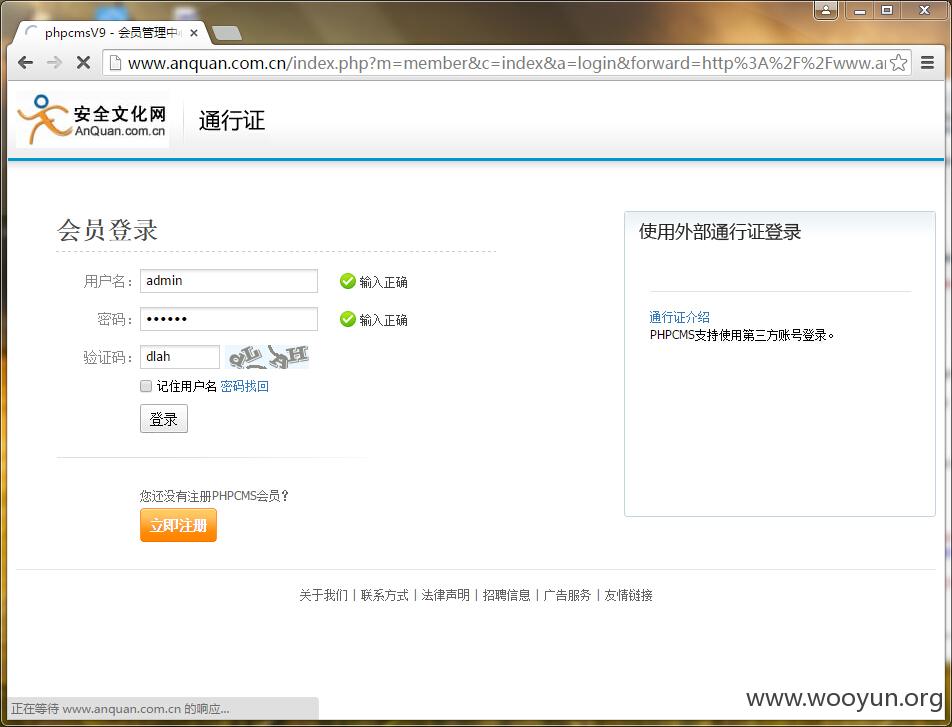 phpcmsV9 - 会员管理中
www.anquan.com.cn/index.php?m=member&c=index&a=login&forward=http%3A%2F%2Fwww.a
安全文化网
AnQuan.com.cn
通行证
会员登录
用户名： admin 输入正确
密码： •••••• 输入正确
验证码： dlah
记住用户名 密码找回
登录
您还没有注册PHPCMS会员？
立即注册
使用外部通行证登录
通行证介绍
PHPCMS支持使用第三方账号登录。
关于我们 | 联系方式 | 法律声明 | 招聘信息 | 广告服务 | 友情链接
正在等待 www.anquan.com.cn 的响应...
www.wooyun.org